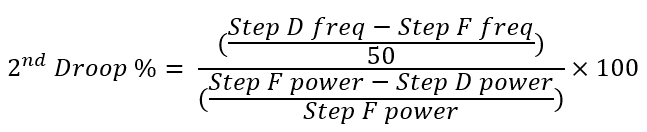 2nd Droop % = ((Step D freq − Step F freq)/50) / ((Step F power − Step D power)/Step F power) × 100